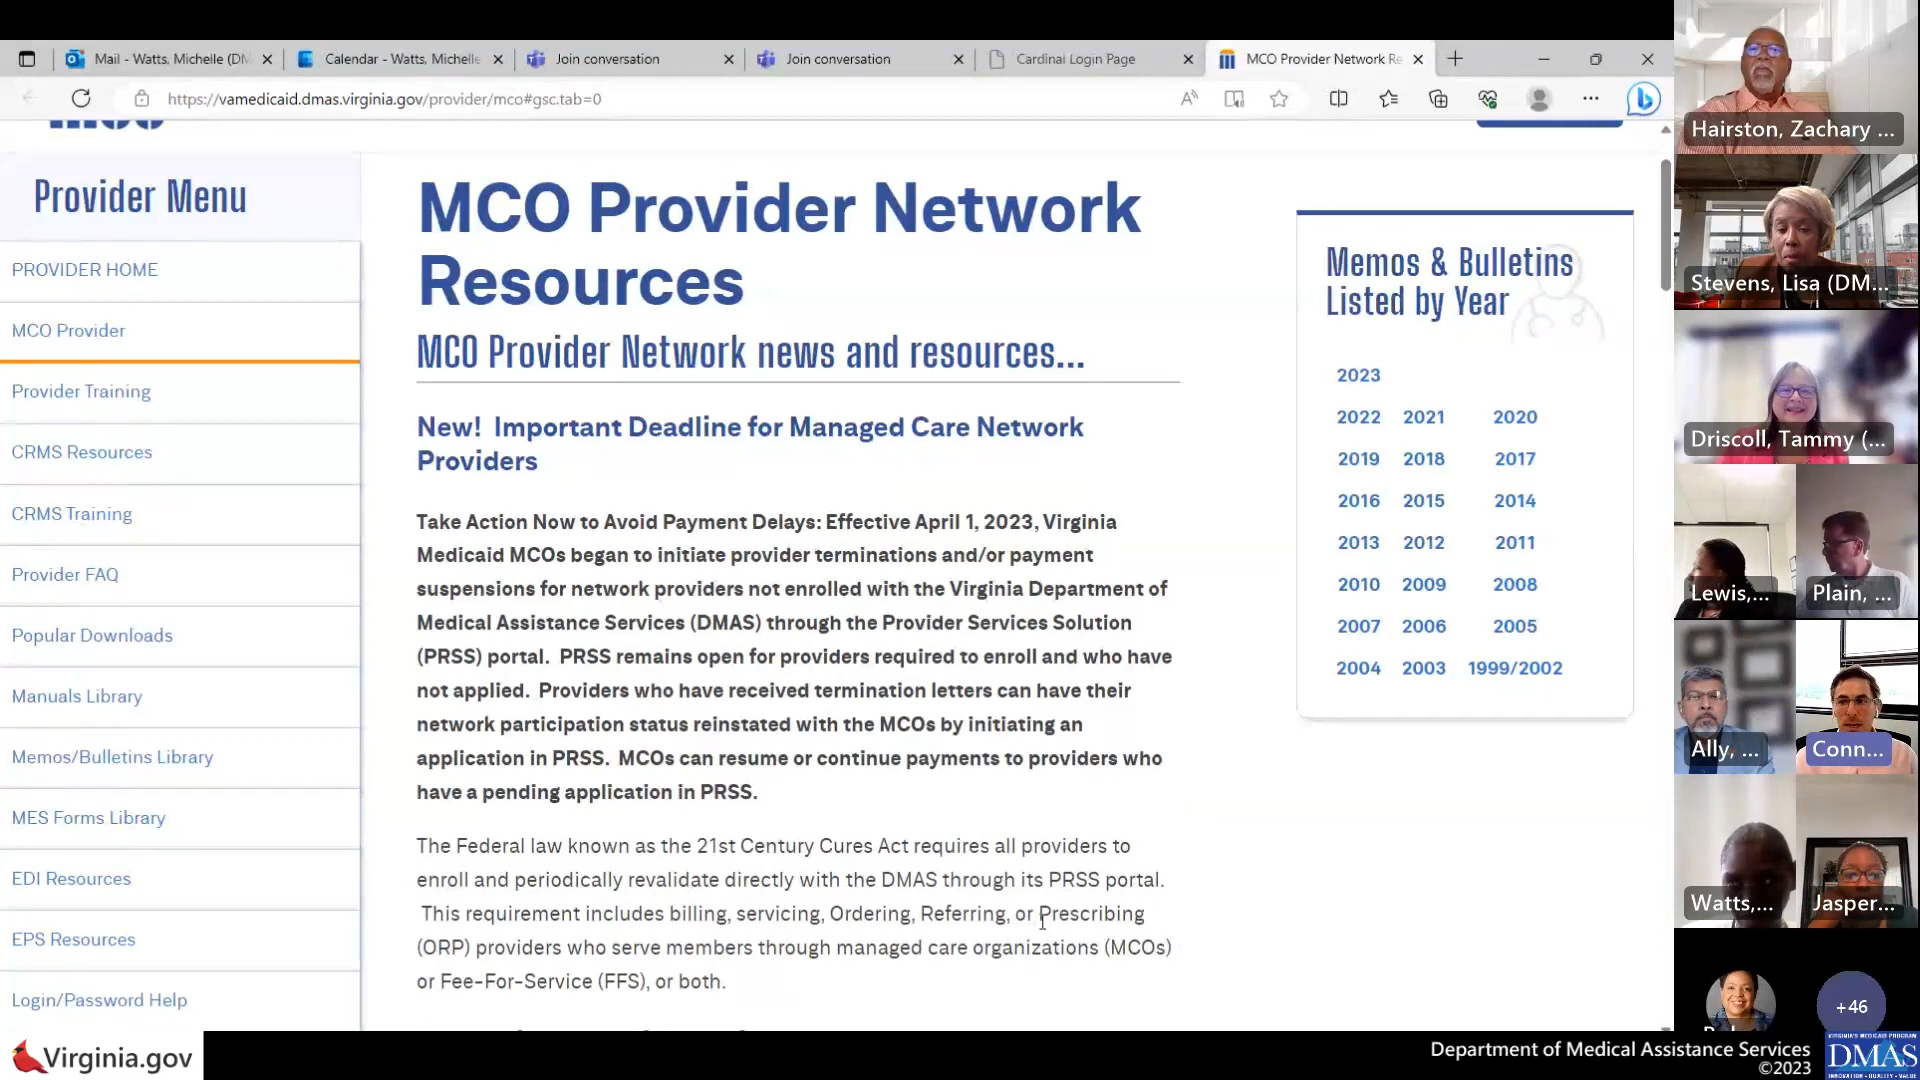 Mail - Watts, Michelle (DM
Calendar - Watts, Michelle
Join conversation
Join conversation
Cardinal Login Page
MCO Provider Network Re
https://vamedicaid.dmas.virginia.gov/provider/mco#gsc.tab=0
Provider Menu
PROVIDER HOME
MCO Provider
Provider Training
CRMS Resources
CRMS Training
Provider FAQ
Popular Downloads
Manuals Library
Memos/Bulletins Library
MES Forms Library
EDI Resources
EPS Resources
Login/Password Help
MCO Provider Network
Resources
MCO Provider Network news and resources...
New! Important Deadline for Managed Care Network
Providers
Take Action Now to Avoid Payment Delays: Effective April 1, 2023, Virginia
Medicaid MCOs began to initiate provider terminations and/or payment
suspensions for network providers not enrolled with the Virginia Department of
Medical Assistance Services (DMAS) through the Provider Services Solution
(PRSS) portal. PRSS remains open for providers required to enroll and who have
not applied. Providers who have received termination letters can have their
network participation status reinstated with the MCOs by initiating an
application in PRSS. MCOs can resume or continue payments to providers who
have a pending application in PRSS.
The Federal law known as the 21st Century Cures Act requires all providers to
enroll and periodically revalidate directly with the DMAS through its PRSS portal.
This requirement includes billing, servicing, Ordering, Referring, or Prescribing
(ORP) providers who serve members through managed care organizations (MCOs)
or Fee-For-Service (FFS), or both.
Memos & Bulletins
Listed by Year
2023
2022 2021 2020
2019 2018 2017
2016 2015 2014
2013 2012 2011
2010 2009 2008
2007 2006 2005
2004 2003 1999/2002
Hairston, Zachary ...
Stevens, Lisa (DM...
Driscoll, Tammy (...
Lewis,... Plain, ...
Ally, ... Conn...
Watts,... Jasper...
+46
Virginia.gov
Department of Medical Assistance Services
©2023
VIRGINIA'S MEDICAID PROGRAM
DMAS
INNOVATION • QUALITY • VALUE